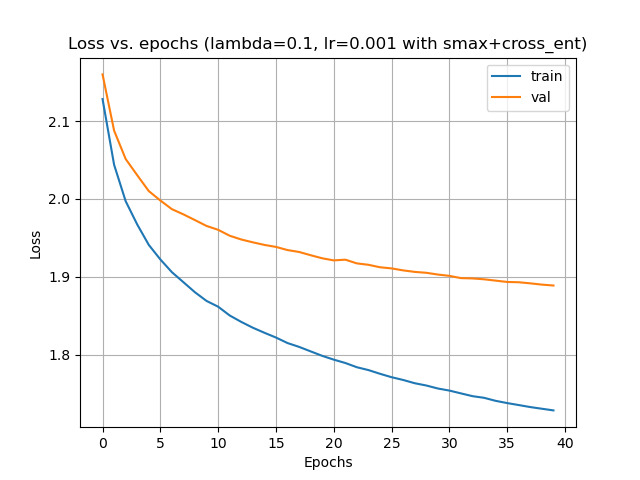 Loss vs. epochs (lambda=0.1, lr=0.001 with smax+cross_ent)
train
val
2.1
2.0
1.9
1.8
Loss
0 5 10 15 20 25 30 35 40
Epochs